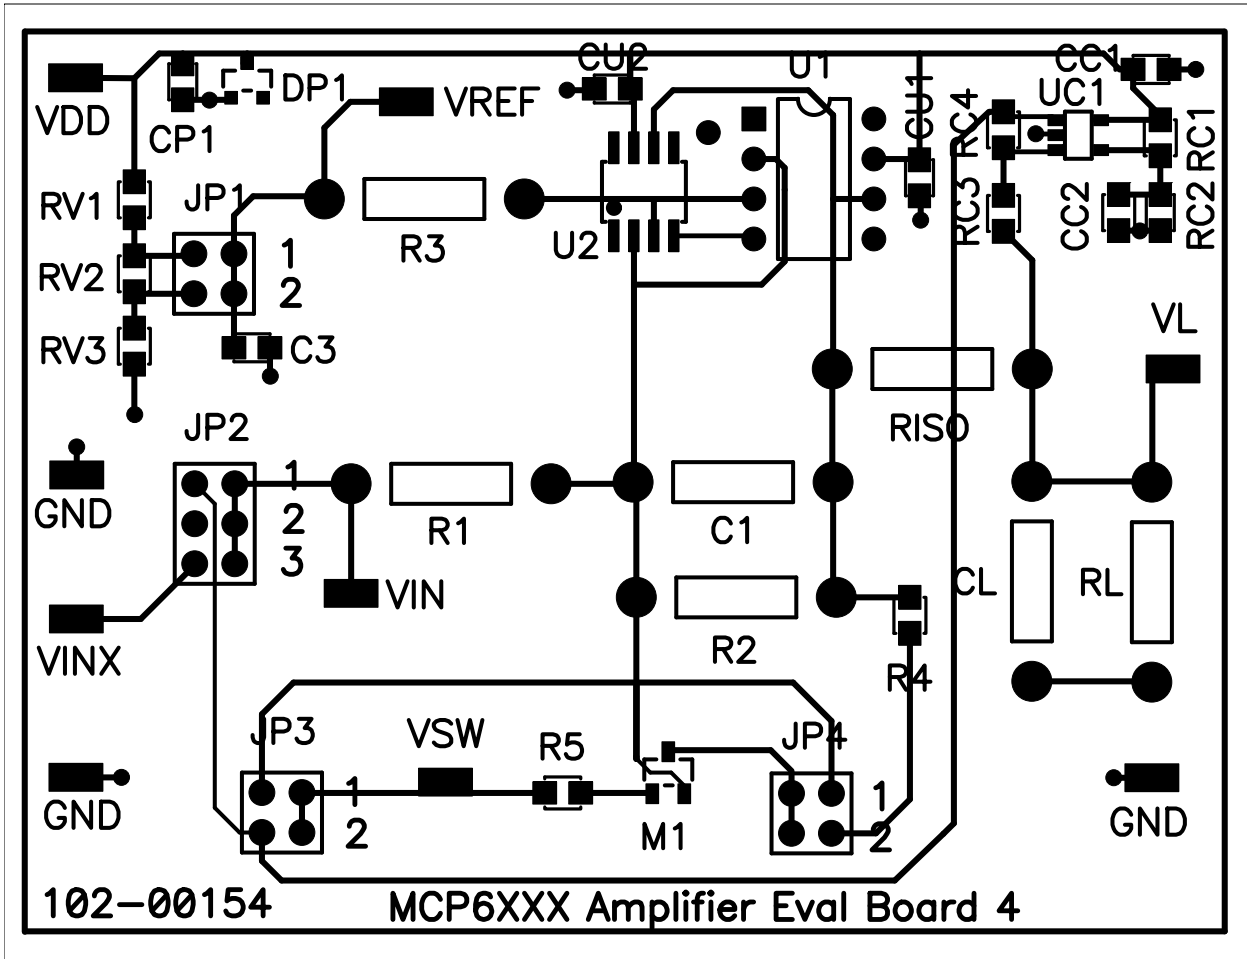 CU2
U1
CC1
VDD
DP1
VREF
CP1
CU1
RC4
UC1
RC1
RV1
JP1
R3
U2
RC3
CC2
RC2
RV2
1
2
RV3
C3
VL
JP2
RISO
GND
1
2
3
R1
C1
VIN
CL
RL
VINX
R2
R4
JP3
VSW
R5
JP4
GND
1
2
M1
1
2
GND
102-00154
MCP6XXX Amplifier Eval Board 4